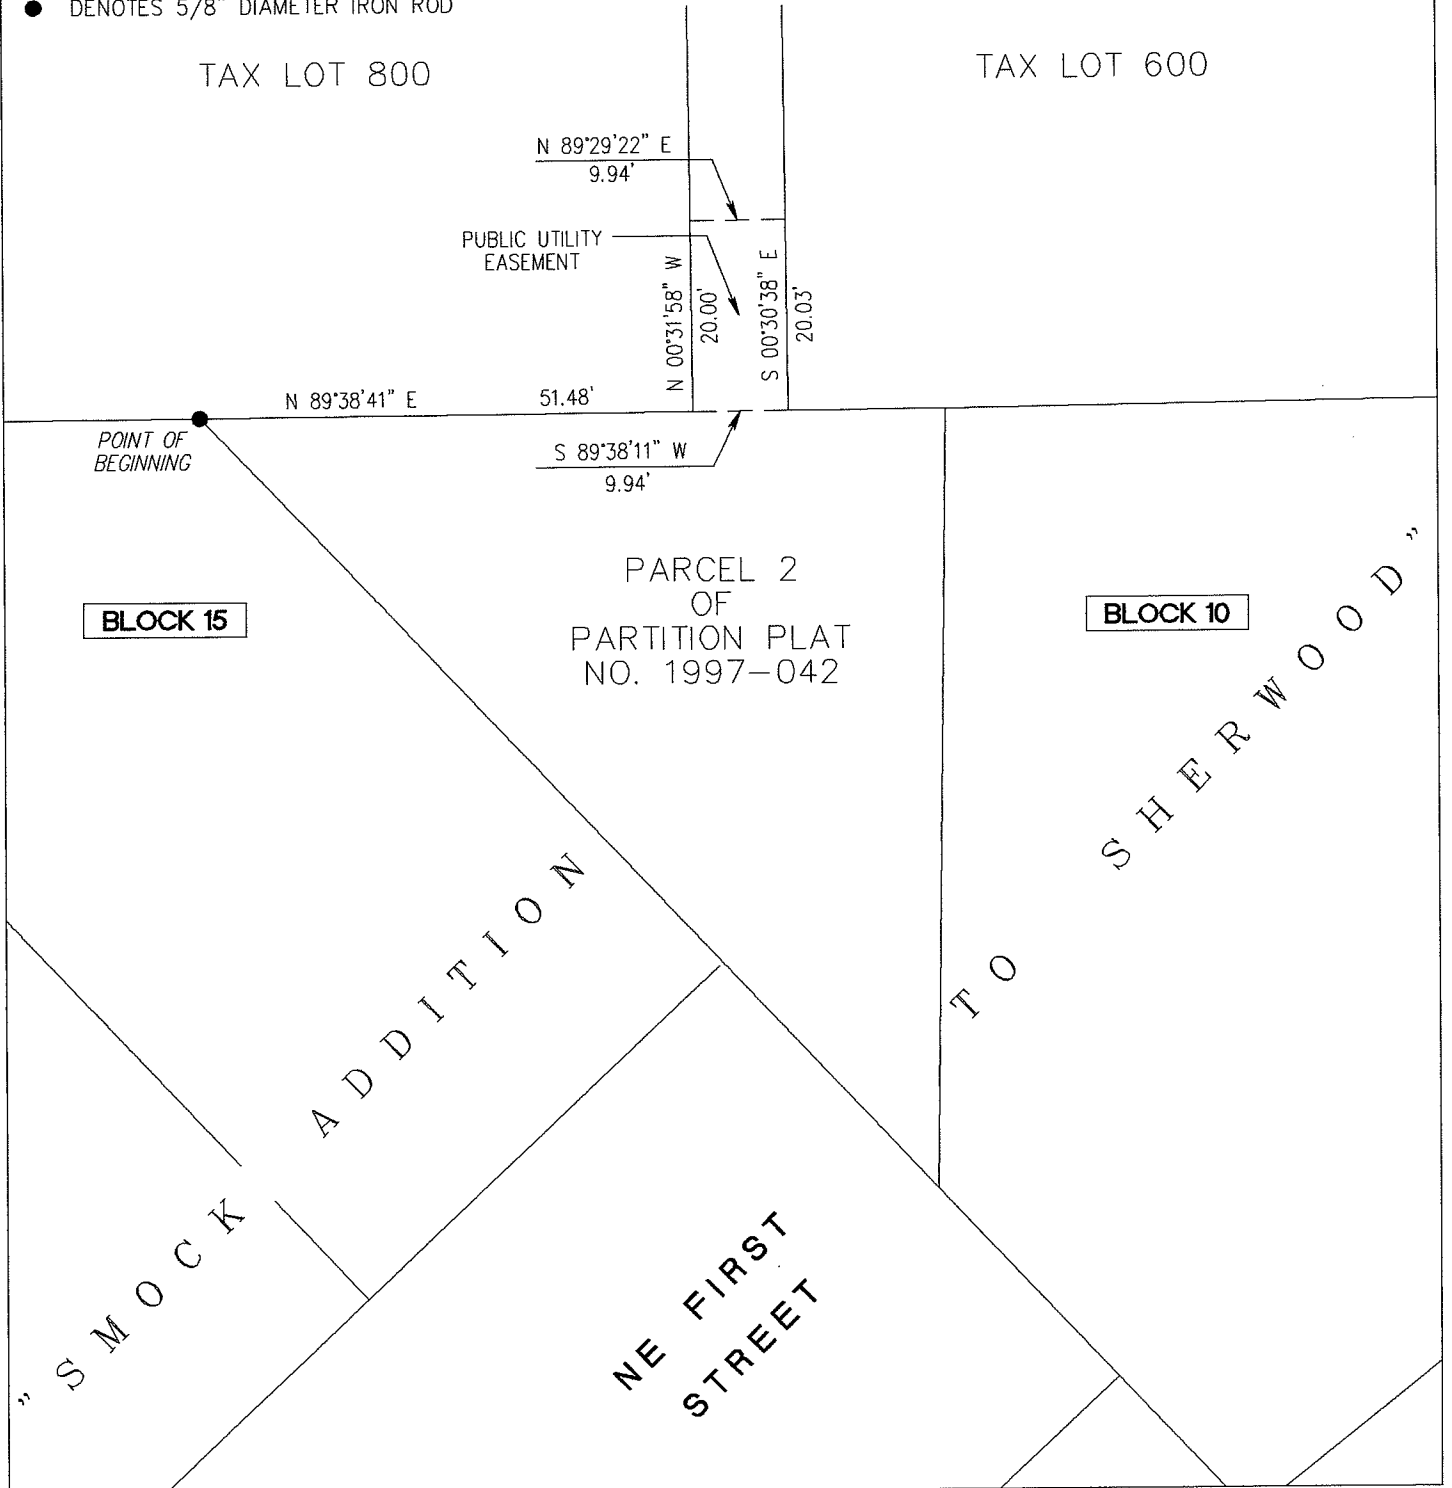 ● DENOTES 5/8" DIAMETER IRON ROD
TAX LOT 800
TAX LOT 600
N 89°29'22" E
9.94'
PUBLIC UTILITY
EASEMENT
N 00°31'58" W
20.00'
S 00°30'38" E
20.03'
N 89°38'41" E 51.48'
POINT OF
BEGINNING
S 89°38'11" W
9.94'
PARCEL 2
OF
PARTITION PLAT
NO. 1997-042
BLOCK 15
BLOCK 10
"SMOCK ADDITION TO SHERWOOD"
NE FIRST
STREET